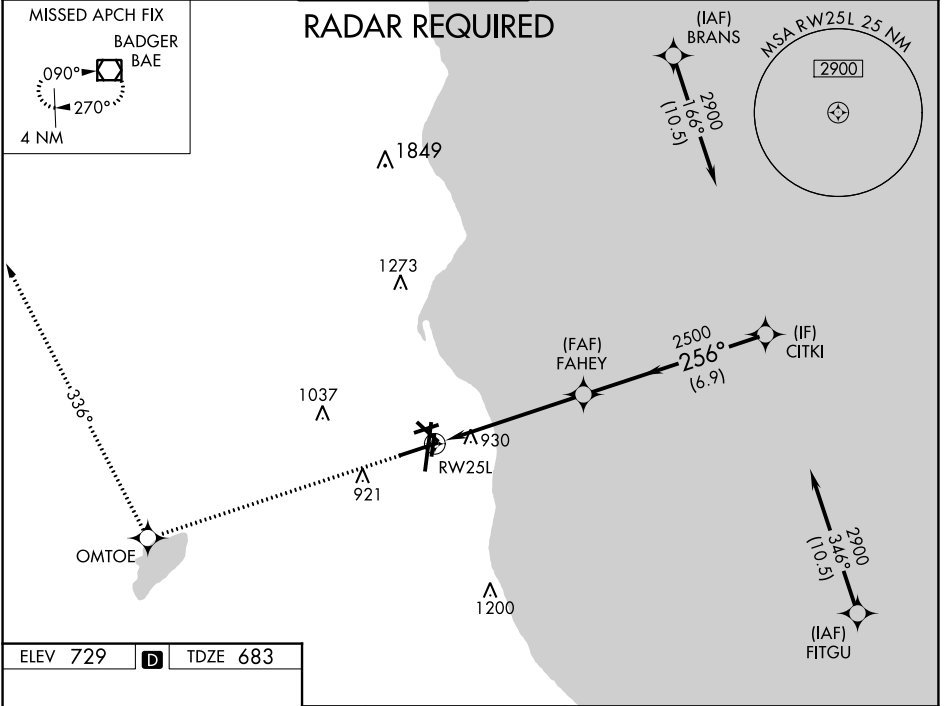 MISSED APCH FIX
BADGER
BAE
090°
270°
4 NM
RADAR REQUIRED
(IAF)
BRANS
2900
166°
(10.5)
MSA RW25L 25 NM
2900
1849
1273
(FAF)
FAHEY
2500
256°
(6.9)
(IF)
CITKI
1037
930
RW25L
921
336°
OMTOE
1200
2900
346°
(10.5)
(IAF)
FITGU
ELEV 729 D TDZE 683